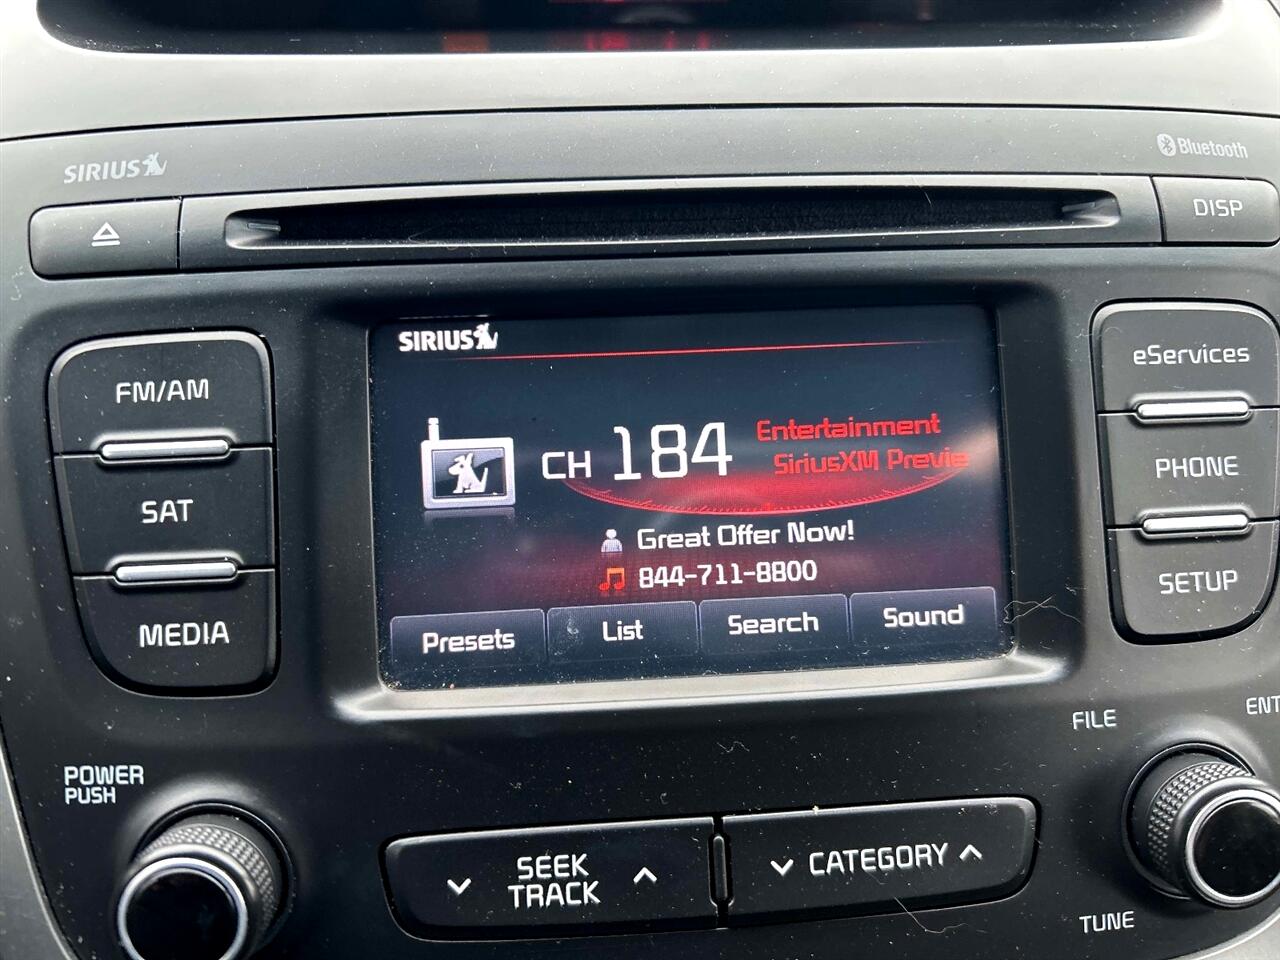 SIRIUS
Bluetooth
DISP
SIRIUS
FM/AM
SAT
MEDIA
CH 184
Entertainment
SiriusXM Previe
Great Offer Now!
844-711-8800
Presets
List
Search
Sound
eServices
PHONE
SETUP
POWER
PUSH
SEEK
TRACK
CATEGORY
FILE
ENT
TUNE